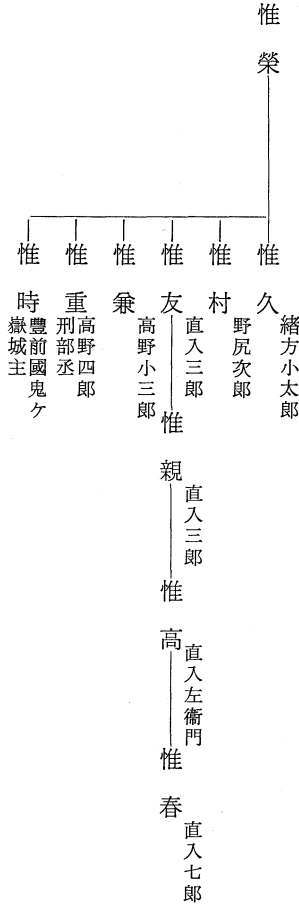 惟榮
惟久
緒方小太郎
惟村
野尻次郎
惟友
直入三郎
惟親
直入三郎
惟高
直入左衞門
惟春
直入七郎
惟兼
高野小三郎
惟重
高野四郎
刑部丞
惟時
豐前國鬼ケ
嶽城主